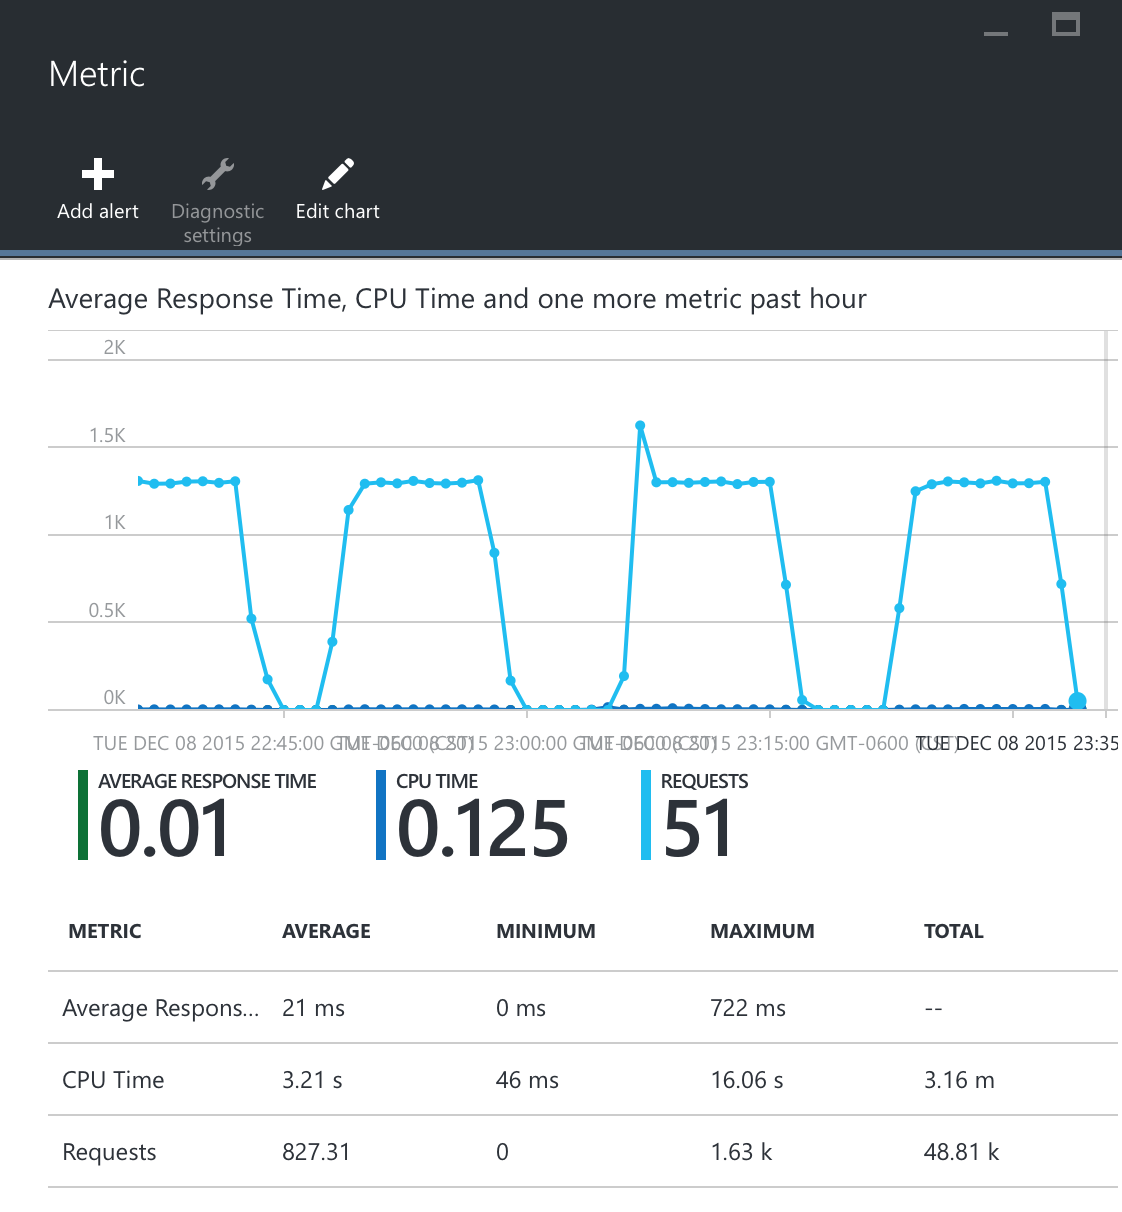 Metric
Add alert
Diagnostic settings
Edit chart
Average Response Time, CPU Time and one more metric past hour
2K
1.5K
1K
0.5K
0K
TUE DEC 08 2015 22:45:00 GMT-0600 (CST)
TUE DEC 08 2015 23:00:00 GMT-0600 (CST)
TUE DEC 08 2015 23:15:00 GMT-0600 (CST)
TUE DEC 08 2015 23:35
AVERAGE RESPONSE TIME
0.01
CPU TIME
0.125
REQUESTS
51
METRIC AVERAGE MINIMUM MAXIMUM TOTAL
Average Respons... 21 ms 0 ms 722 ms --
CPU Time 3.21 s 46 ms 16.06 s 3.16 m
Requests 827.31 0 1.63 k 48.81 k